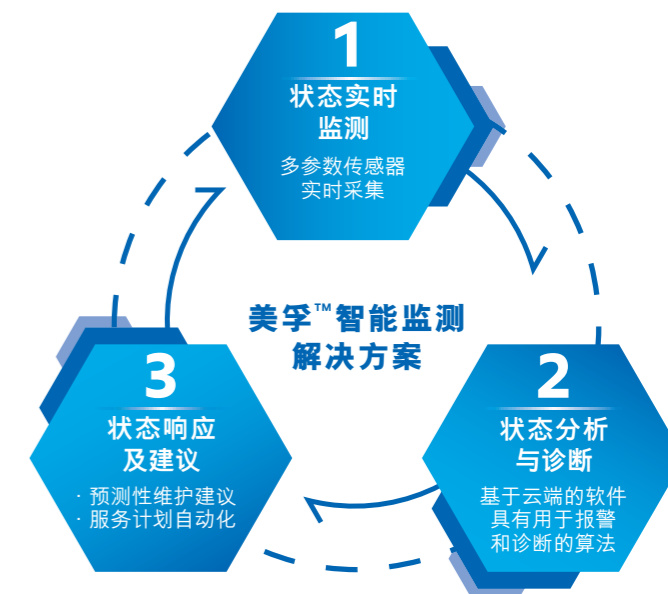 1
状态实时
监测
多参数传感器
实时采集
美孚™智能监测
解决方案
2
状态分析
与诊断
基于云端的软件
具有用于报警
和诊断的算法
3
状态响应
及建议
· 预测性维护建议
· 服务计划自动化